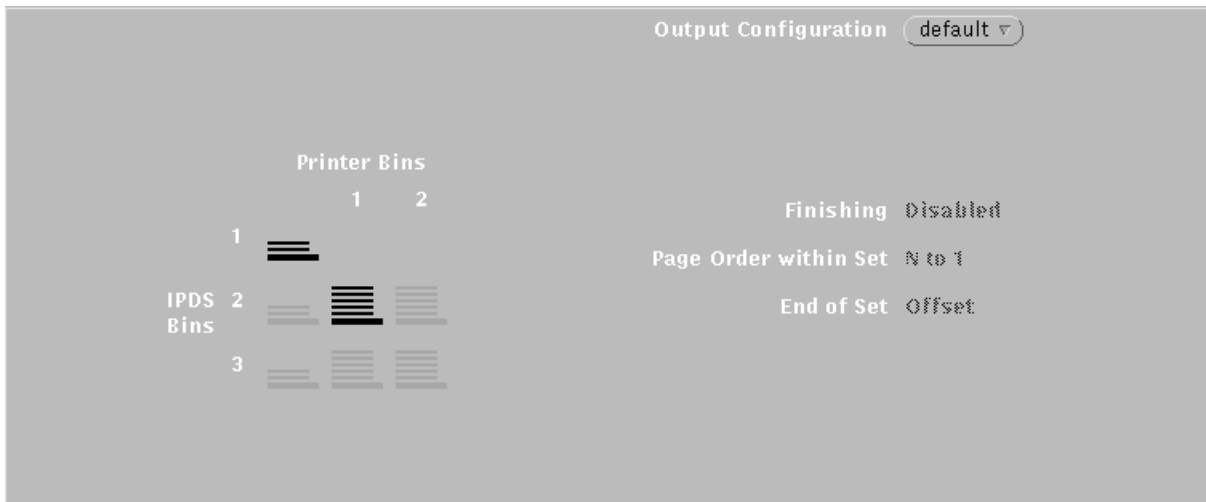 Output Configuration default
Printer Bins
1 2
1
IPDS 2
Bins
3
Finishing Disabled
Page Order within Set N to 1
End of Set Offset